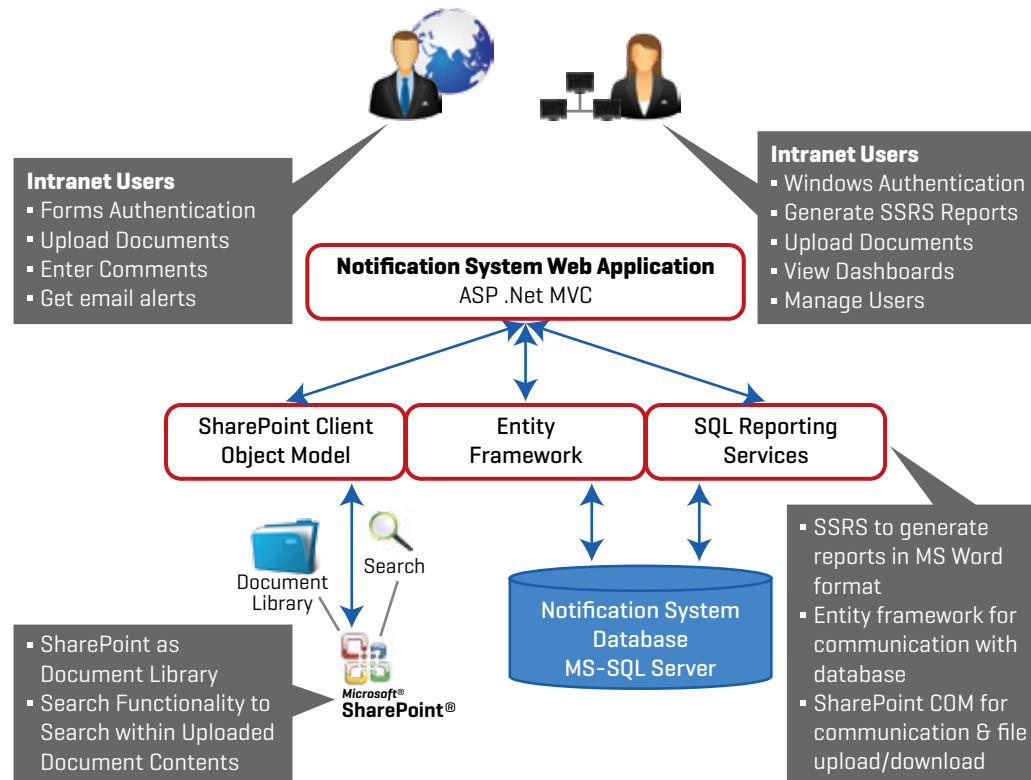 Intranet Users
▪ Forms Authentication
▪ Upload Documents
▪ Enter Comments
▪ Get email alerts
Intranet Users
▪ Windows Authentication
▪ Generate SSRS Reports
▪ Upload Documents
▪ View Dashboards
▪ Manage Users
Notification System Web Application
ASP .Net MVC
SharePoint Client
Object Model
Entity
Framework
SQL Reporting
Services
Document
Library
Search
Microsoft®
SharePoint®
Notification System
Database
MS-SQL Server
▪ SharePoint as
Document Library
▪ Search Functionality to
Search within Uploaded
Document Contents
▪ SSRS to generate
reports in MS Word
format
▪ Entity framework for
communication with
database
▪ SharePoint COM for
communication & file
upload/download